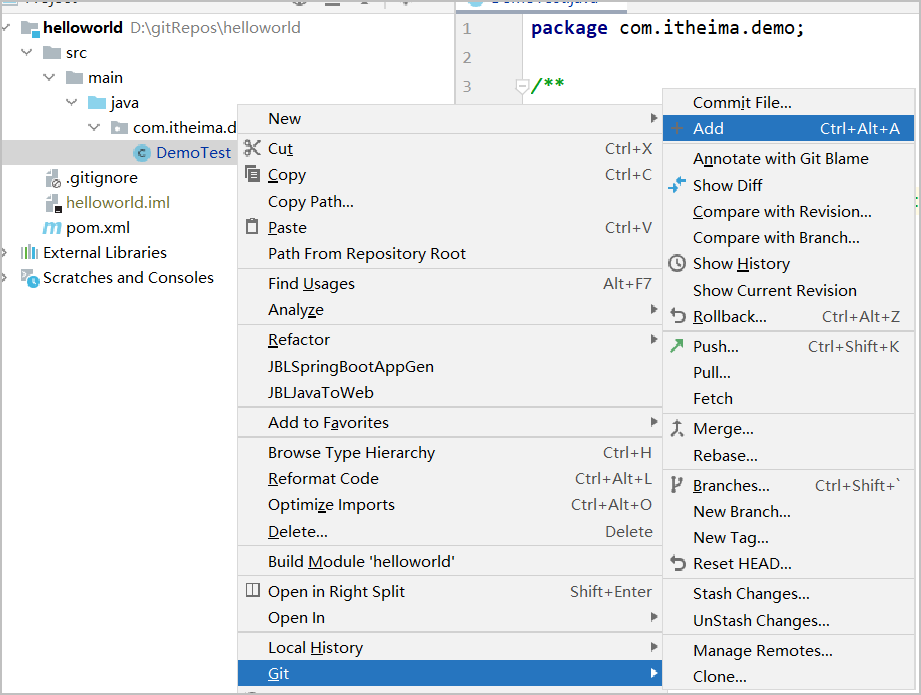 helloworld D:\gitRepos\helloworld
src
main
java
com.itheima.d
DemoTest
.gitignore
helloworld.iml
pom.xml
External Libraries
Scratches and Consoles
1 package com.itheima.demo;
2
3 /**
New
Cut Ctrl+X
Copy Ctrl+C
Copy Path...
Paste Ctrl+V
Path From Repository Root
Find Usages Alt+F7
Analyze
Refactor
JBLSpringBootAppGen
JBLJavaToWeb
Add to Favorites
Browse Type Hierarchy Ctrl+H
Reformat Code Ctrl+Alt+L
Optimize Imports Ctrl+Alt+O
Delete... Delete
Build Module 'helloworld'
Open in Right Split Shift+Enter
Open In
Local History
Git
Commit File...
Add Ctrl+Alt+A
Annotate with Git Blame
Show Diff
Compare with Revision...
Compare with Branch...
Show History
Show Current Revision
Rollback... Ctrl+Alt+Z
Push... Ctrl+Shift+K
Pull...
Fetch
Merge...
Rebase...
Branches... Ctrl+Shift+`
New Branch...
New Tag...
Reset HEAD...
Stash Changes...
UnStash Changes...
Manage Remotes...
Clone...